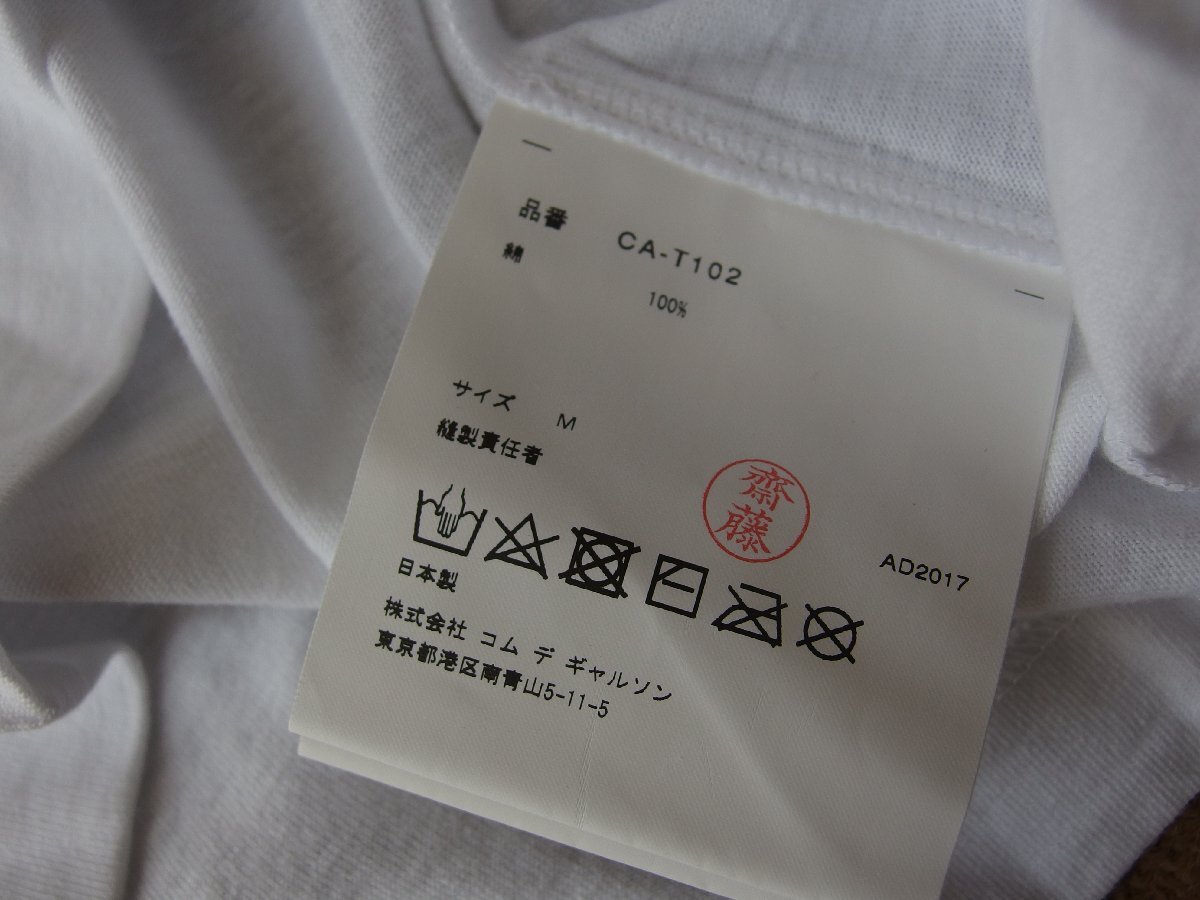 品番 CA-T102
綿 100%
サイズ M
縫製責任者
齋藤
AD2017
日本製
株式会社 コム デ ギャルソン
東京都港区南青山5-11-5